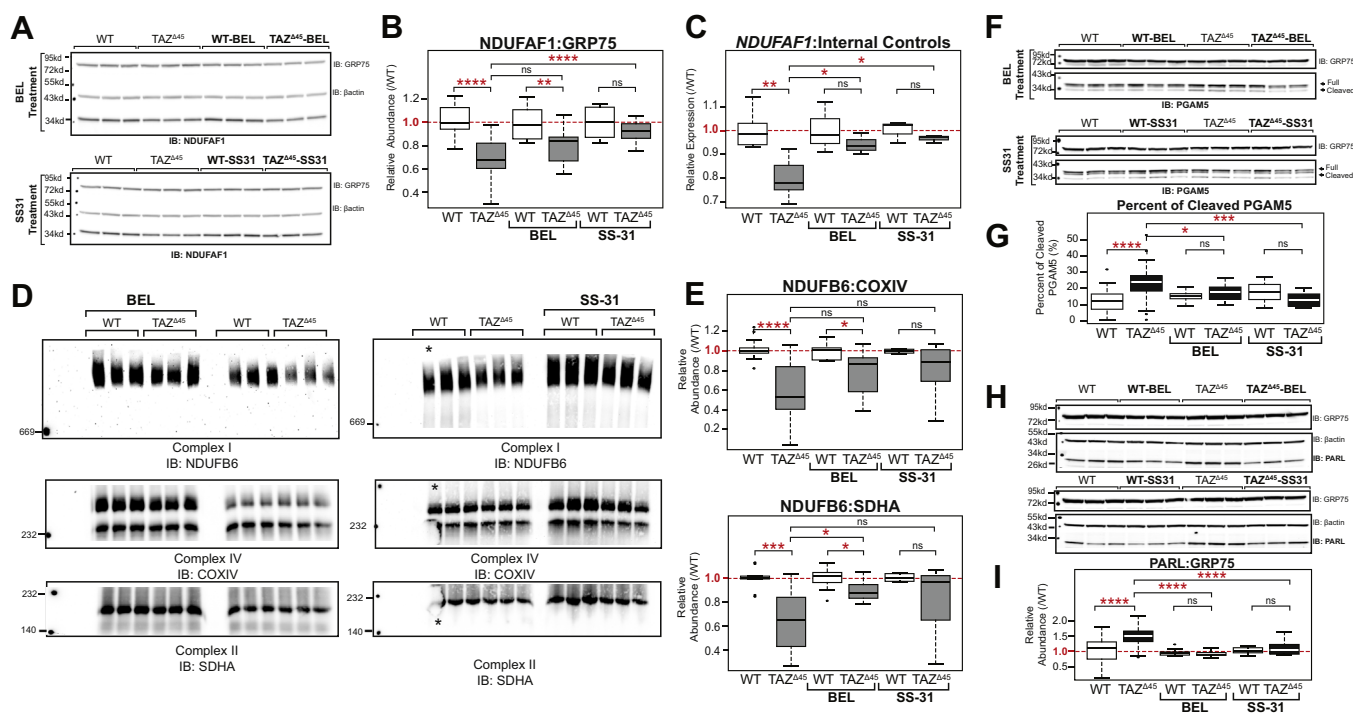 A
BEL Treatment
WT TAZΔ45 WT-BEL TAZΔ45-BEL
95kd
72kd
55kd
43kd
34kd
IB: GRP75
IB: βactin
IB: NDUFAF1
SS31 Treatment
WT TAZΔ45 WT-SS31 TAZΔ45-SS31
95kd
72kd
55kd
43kd
34kd
IB: GRP75
IB: βactin
IB: NDUFAF1
B
NDUFAF1:GRP75
Relative Abundance (/WT)
1.4
1.2
1.0
0.8
0.6
0.4
****
ns
**** ** ns
WT TAZΔ45 WT TAZΔ45 WT TAZΔ45
BEL SS-31
C
NDUFAF1:Internal Controls
Relative Expression (/WT)
1.1
1.0
0.9
0.8
0.7
*
*
** ns ns
WT TAZΔ45 WT TAZΔ45 WT TAZΔ45
BEL SS-31
D
BEL
WT TAZΔ45 WT TAZΔ45
669
Complex I
IB: NDUFB6
232
Complex IV
IB: COXIV
232
140
Complex II
IB: SDHA
SS-31
WT TAZΔ45 WT TAZΔ45
*
669
Complex I
IB: NDUFB6
*
232
Complex IV
IB: COXIV
232
140
*
Complex II
IB: SDHA
E
NDUFB6:COXIV
Relative Abundance (/WT)
1.2
1.0
0.8
0.6
0.4
0.2
ns
ns
**** * ns
WT TAZΔ45 WT TAZΔ45 WT TAZΔ45
BEL SS-31
NDUFB6:SDHA
Relative Abundance (/WT)
1.0
0.8
0.6
0.4
ns
*
*** * ns
WT TAZΔ45 WT TAZΔ45 WT TAZΔ45
BEL SS-31
F
BEL Treatment
WT WT-BEL TAZΔ45 TAZΔ45-BEL
95kd
72kd
43kd
34kd
IB: GRP75
Full
Cleaved
IB: PGAM5
SS31 Treatment
WT WT-SS31 TAZΔ45 TAZΔ45-SS31
95kd
72kd
43kd
34kd
IB: GRP75
Full
Cleaved
IB: PGAM5
G
Percent of Cleaved PGAM5
Perccent of Cleaved PGAM5 (%)
50
40
30
20
10
0
***
*
**** ns ns
WT TAZΔ45 WT TAZΔ45 WT TAZΔ45
BEL SS-31
H
WT WT-BEL TAZΔ45 TAZΔ45-BEL
95kd
72kd
55kd
43kd
34kd
26kd
IB: GRP75
IB: βactin
IB: PARL
WT WT-SS31 TAZΔ45 TAZΔ45-SS31
95kd
72kd
55kd
43kd
34kd
IB: GRP75
IB: βactin
IB: PARL
I
PARL:GRP75
Relative Abundance (/WT)
2.0
1.5
1.0
0.5
****
****
**** ns ns
WT TAZΔ45 WT TAZΔ45 WT TAZΔ45
BEL SS-31